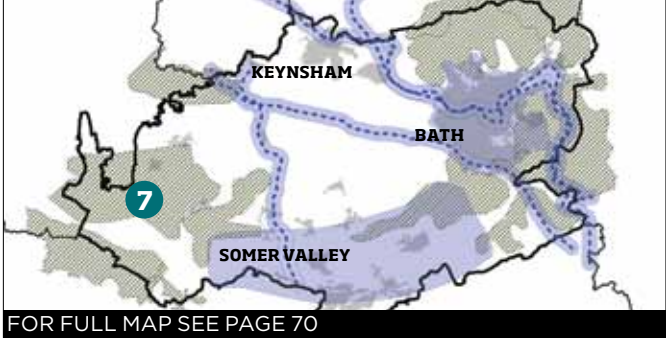 KEYNSHAM
BATH
7
SOMER VALLEY
FOR FULL MAP SEE PAGE 70